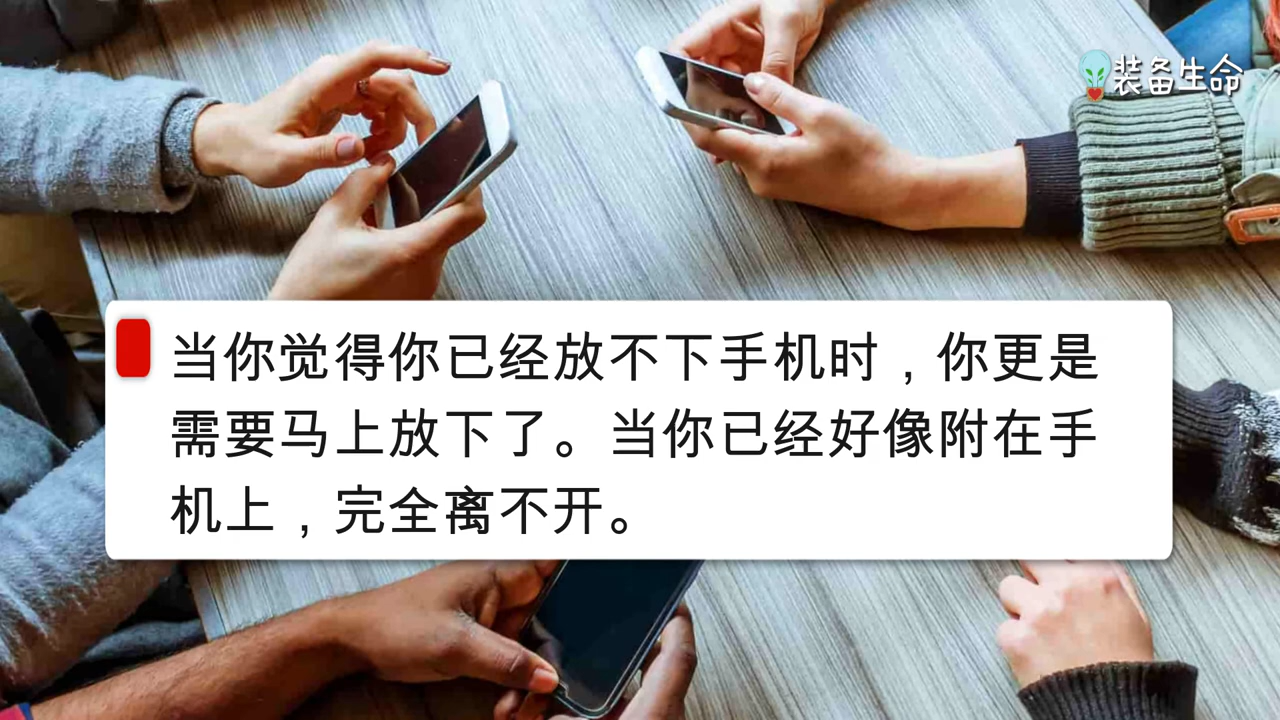 装备生命
当你觉得你已经放不下手机时，你更是
需要马上放下了。当你已经好像附在手
机上，完全离不开。